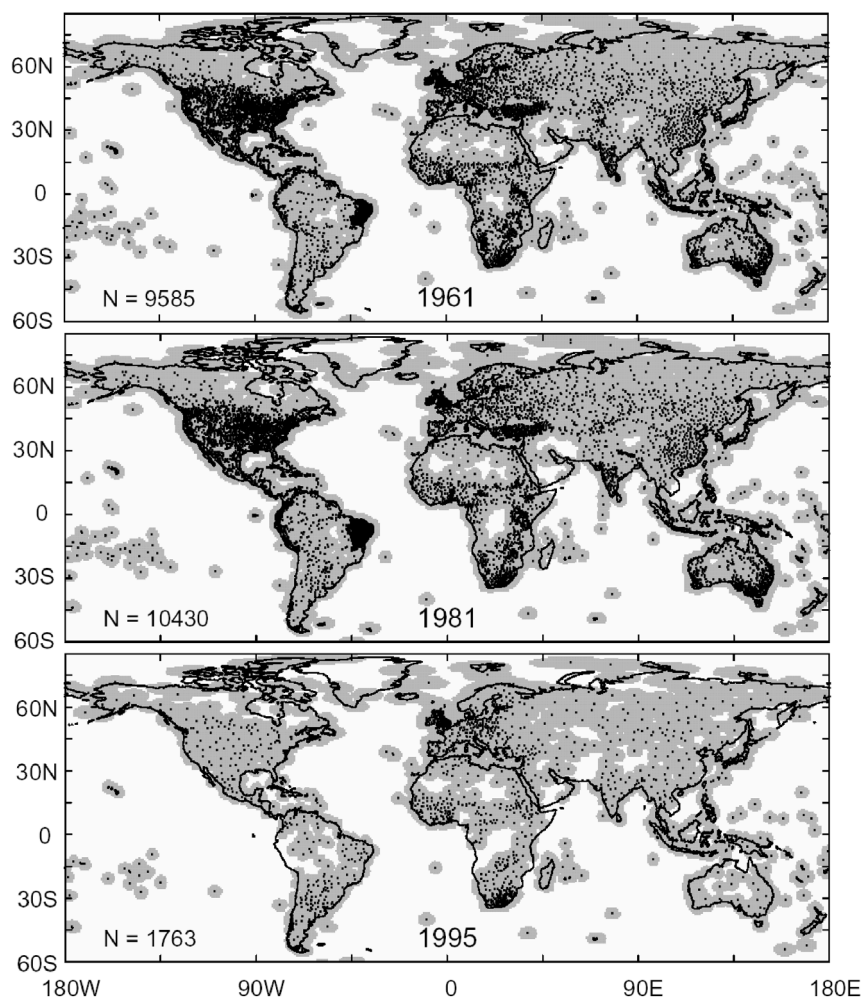 60N
30N
0
30S
60S
N = 9585
1961
60N
30N
0
30S
60S
N = 10430
1981
60N
30N
0
30S
60S
N = 1763
1995
180W 90W 0 90E 180E